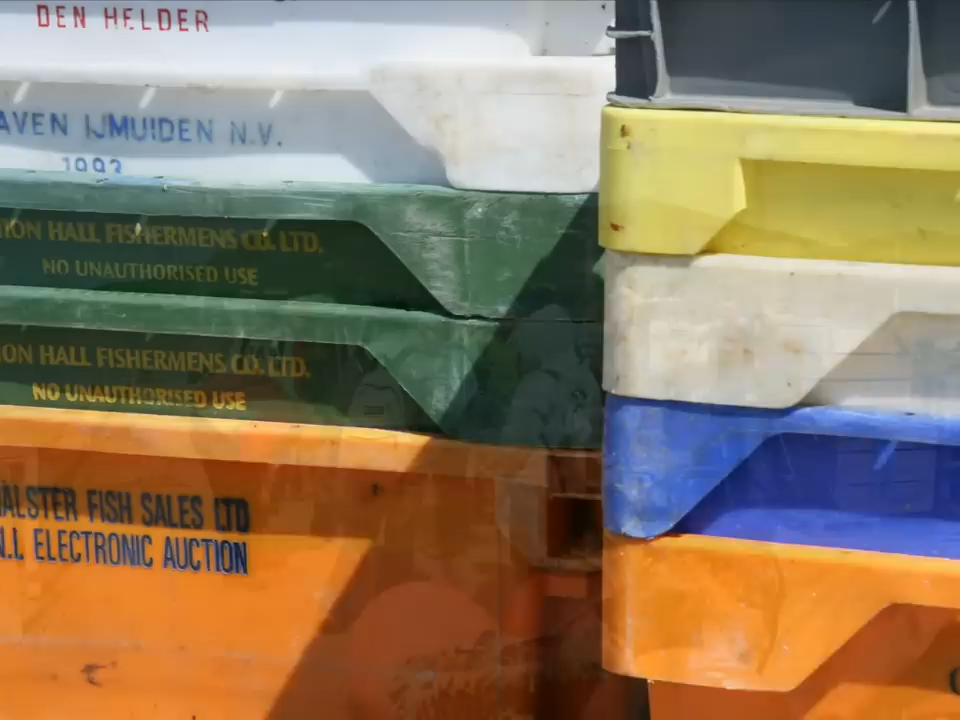 DEN HELDER
AVEN IJMUIDEN N.V.
1993
TION HALL FISHERMENS CO. LTD.
NO UNAUTHORISED USE
ION HALL FISHERMENS CO. LTD.
NO UNAUTHORISED USE
ALSTER FISH SALES LTD
N.I. ELECTRONIC AUCTION